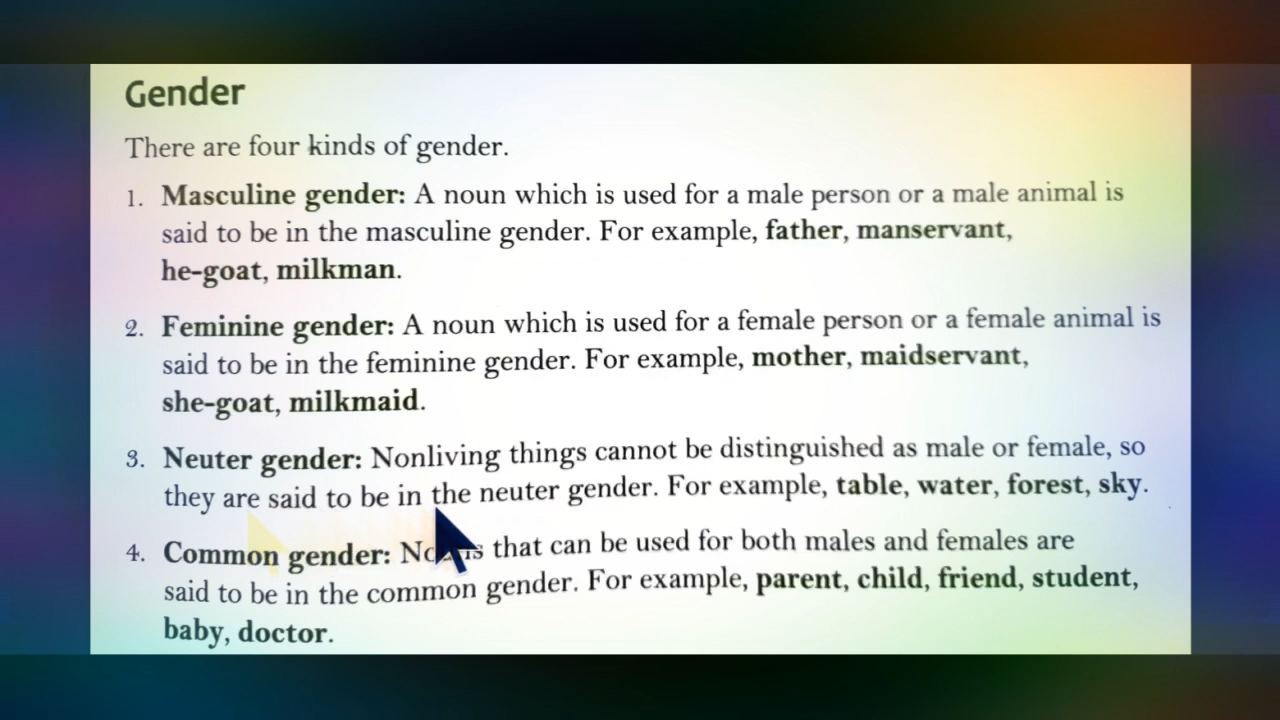 Gender
There are four kinds of gender.
1. Masculine gender: A noun which is used for a male person or a male animal is
said to be in the masculine gender. For example, father, manservant,
he-goat, milkman.
2. Feminine gender: A noun which is used for a female person or a female animal is
said to be in the feminine gender. For example, mother, maidservant,
she-goat, milkmaid.
3. Neuter gender: Nonliving things cannot be distinguished as male or female, so
they are said to be in the neuter gender. For example, table, water, forest, sky.
4. Common gender: that can be used for both males and females are
said to be in the common gender. For example, parent, child, friend, student,
baby, doctor.